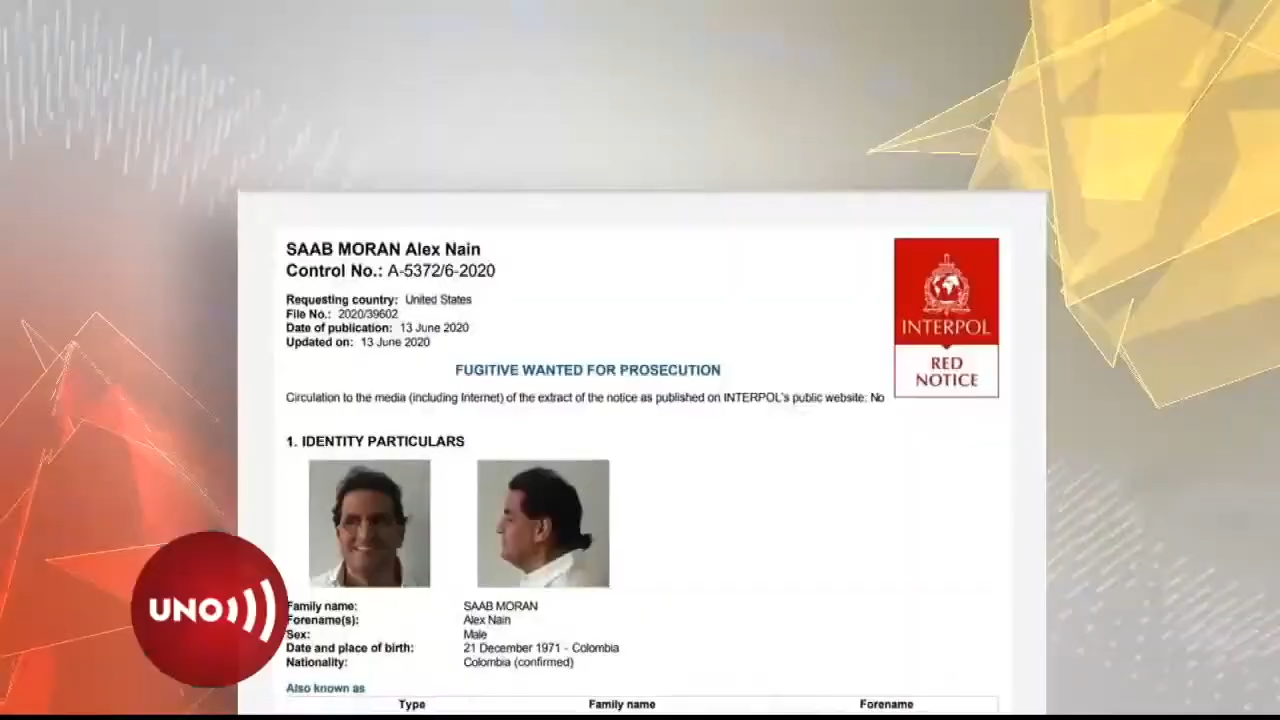 SAAB MORAN Alex Nain
Control No.: A-5372/6-2020
INTERPOL
RED
NOTICE
Requesting country: United States
File No.: 2020/39602
Date of publication: 13 June 2020
Updated on: 13 June 2020
FUGITIVE WANTED FOR PROSECUTION
Circulation to the media (including Internet) of the extract of the notice as published on INTERPOL's public website: No
1. IDENTITY PARTICULARS
UNO
Family name: SAAB MORAN
Forename(s): Alex Nain
Sex: Male
Date and place of birth: 21 December 1971 - Colombia
Nationality: Colombia (confirmed)
Also known as
Type Family name Forename